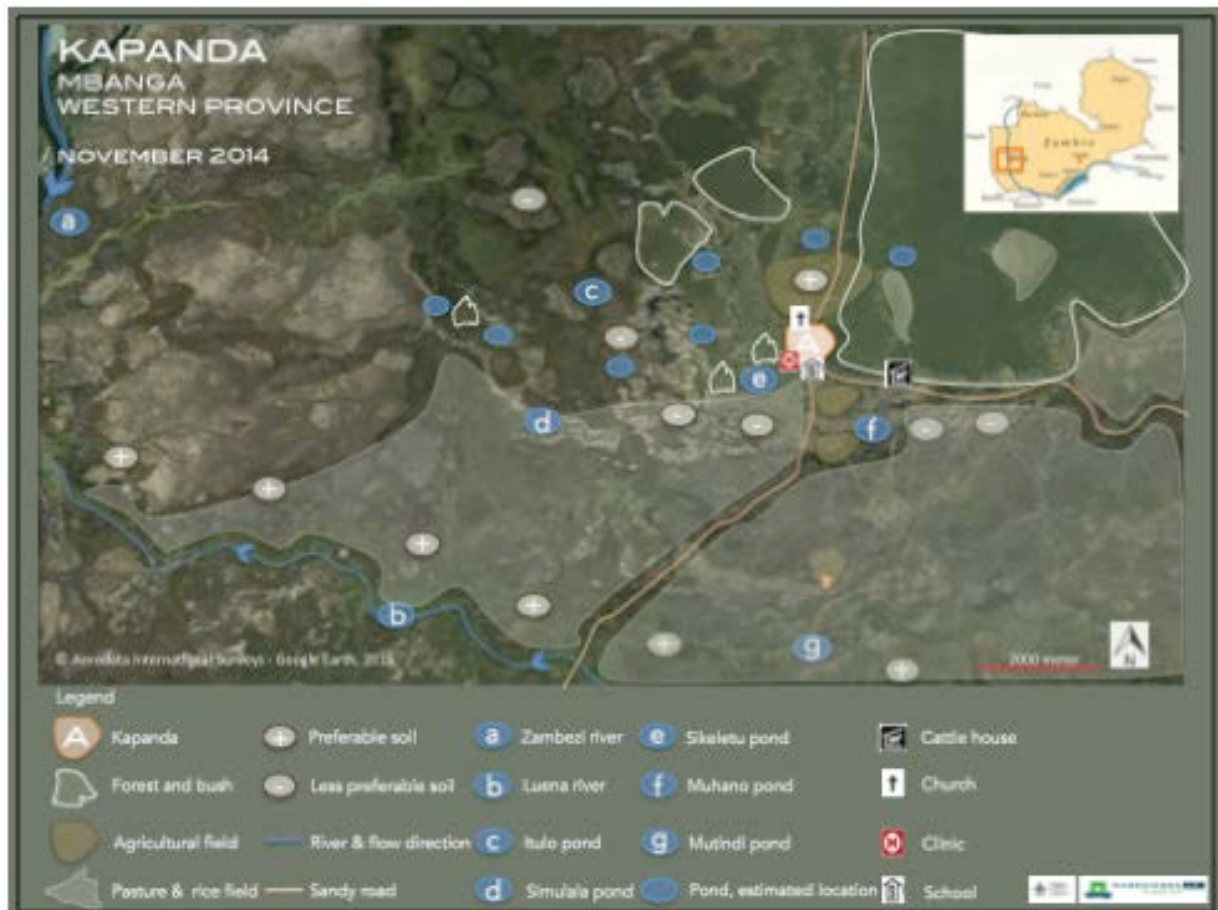 KAPANDA
MBANGA
WESTERN PROVINCE
NOVEMBER 2014
Zambia
a
c
A
e
d
f
b
g
© Aerodata International Surveys - Google Earth,
2000 meter
N
Legend
A Kapanda
+ Preferable soil
a Zambezi river
e Sikeletu pond
Cattle house
Forest and bush
- Less preferable soil
b Luena river
f Muhano pond
Church
Agricultural field
River & flow direction
c Itulo pond
g Mutindi pond
Clinic
Pasture & rice field
Sandy road
d Simulala pond
Pond, estimated location
School